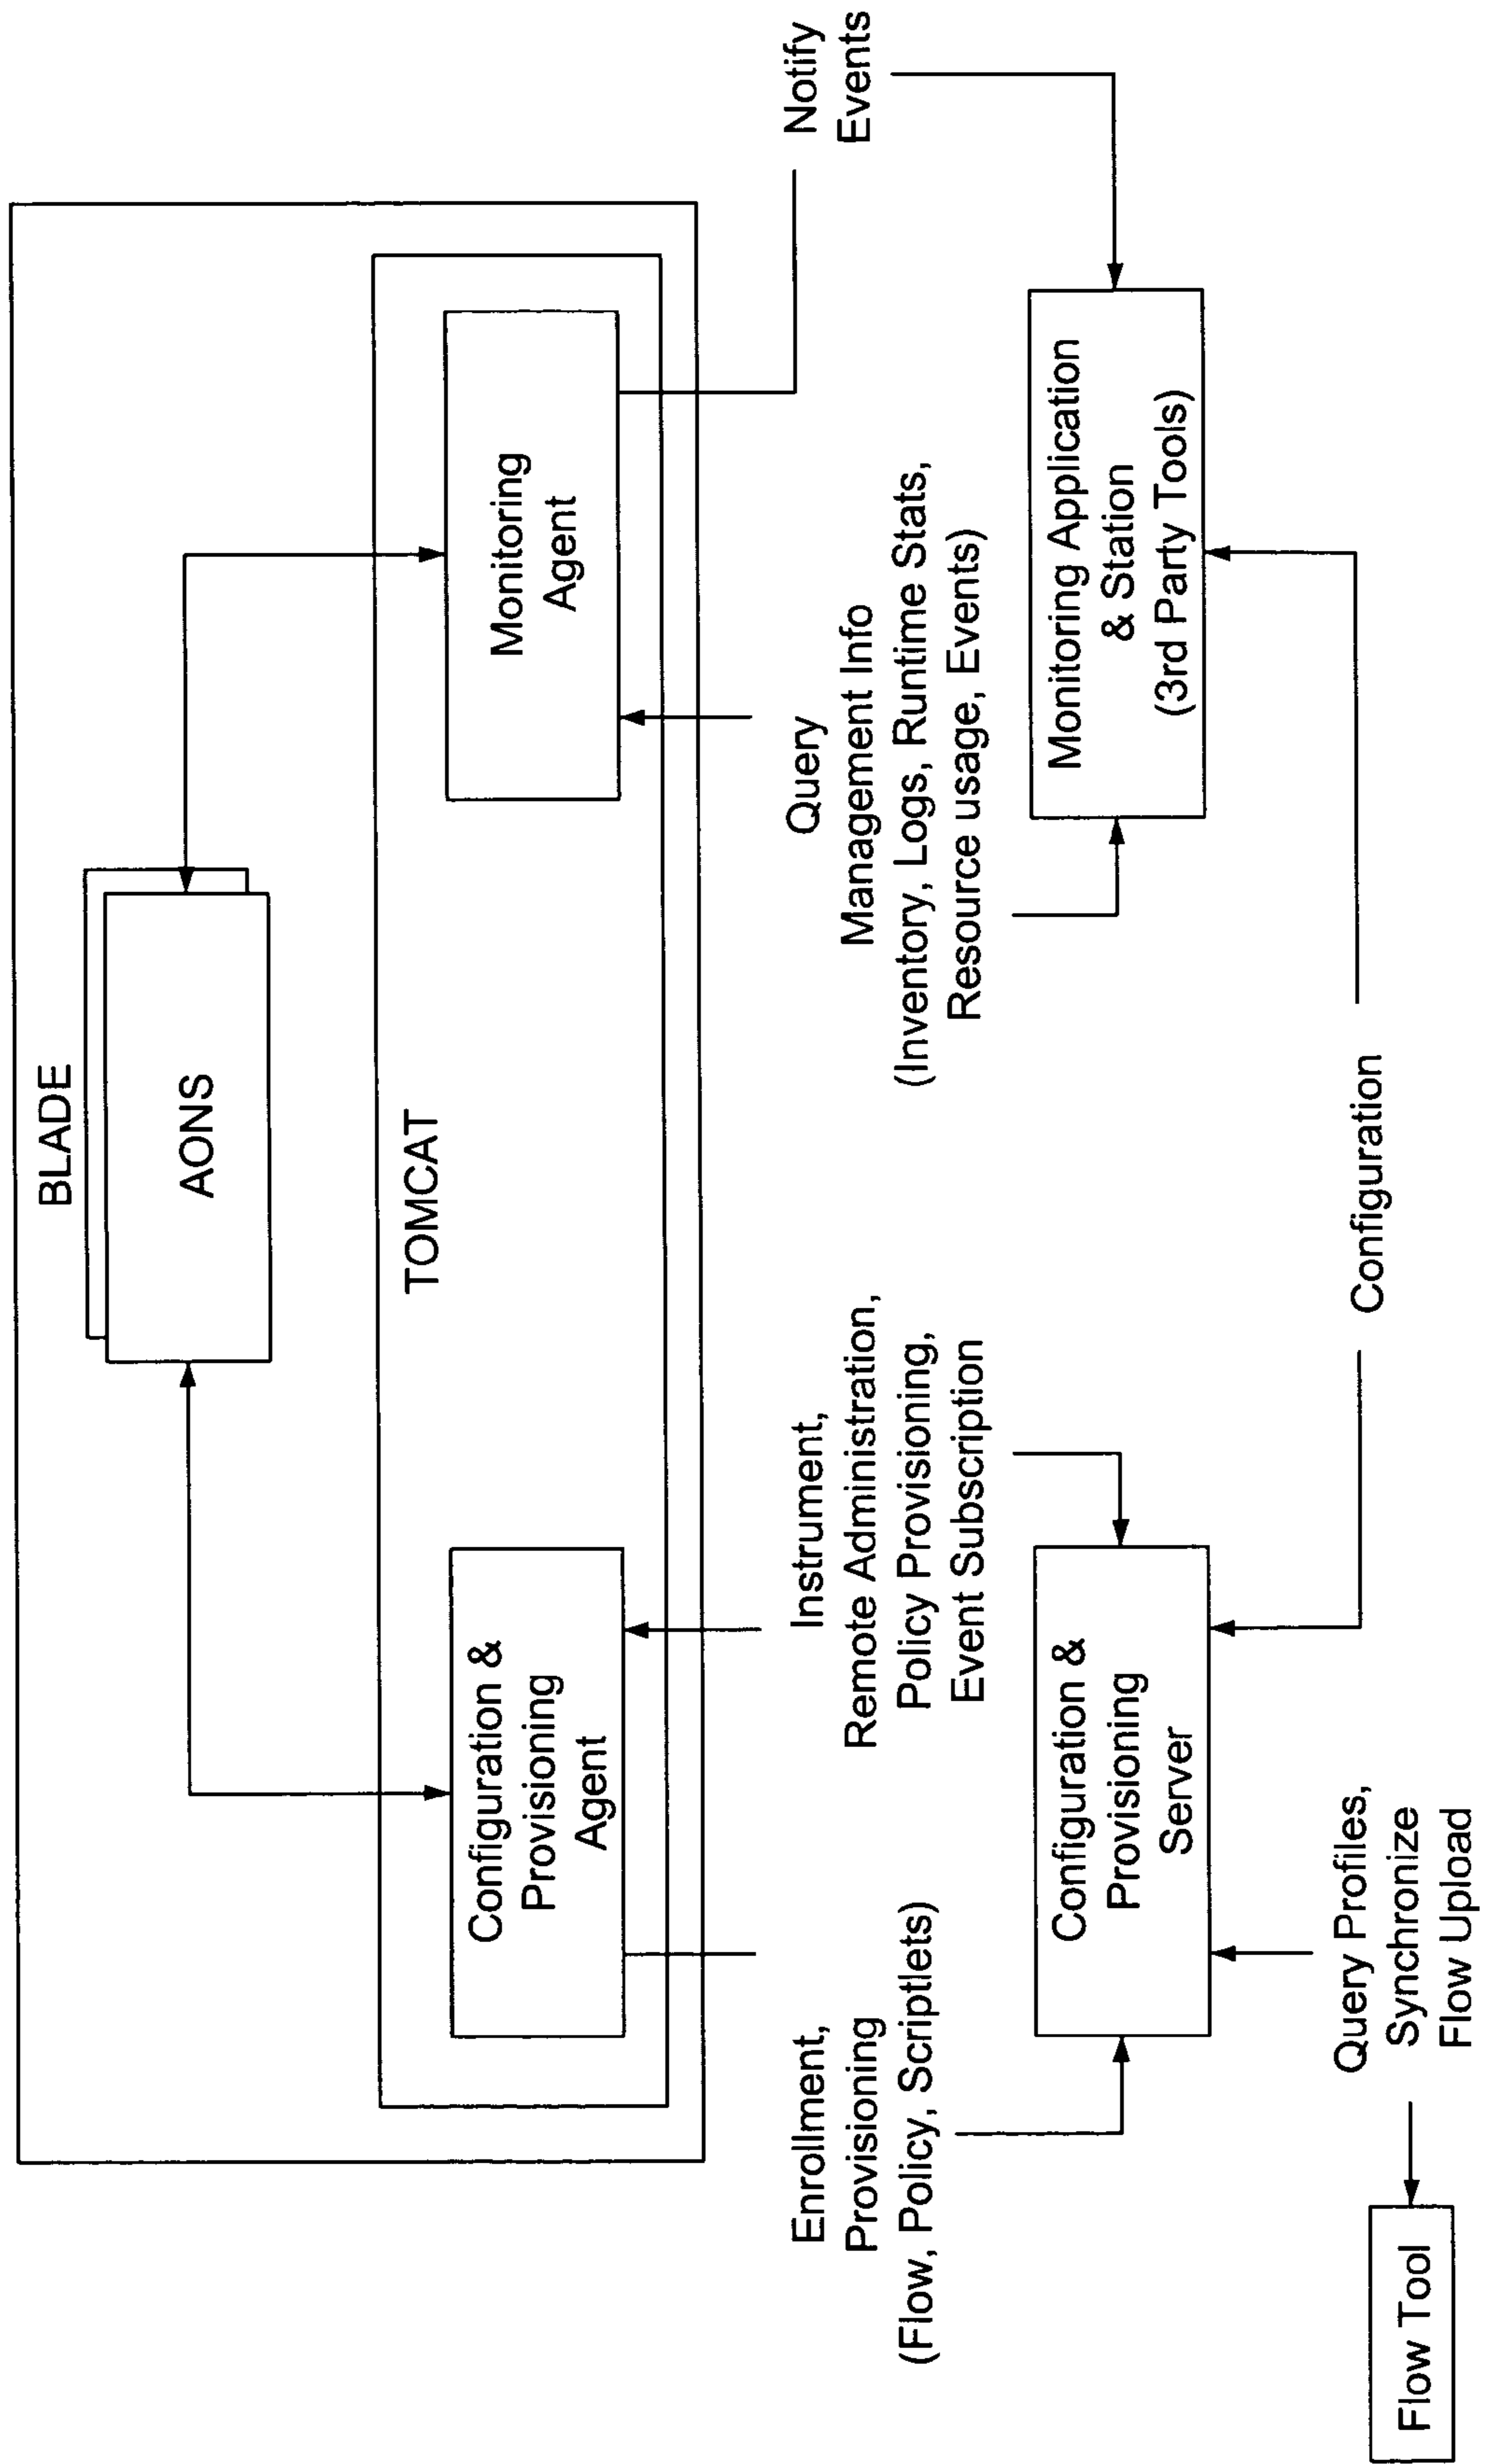 BLADE
AONS
TOMCAT
Configuration &
Provisioning
Agent
Monitoring
Agent
Enrollment,
Provisioning
(Flow, Policy, Scriptlets)
Instrument,
Remote Administration,
Policy Provisioning,
Event Subscription
Query
Management Info
(Inventory, Logs, Runtime Stats,
Resource usage, Events)
Notify
Events
Configuration &
Provisioning
Server
Monitoring Application
& Station
(3rd Party Tools)
Flow Tool
Query Profiles,
Synchronize
Flow Upload
Configuration